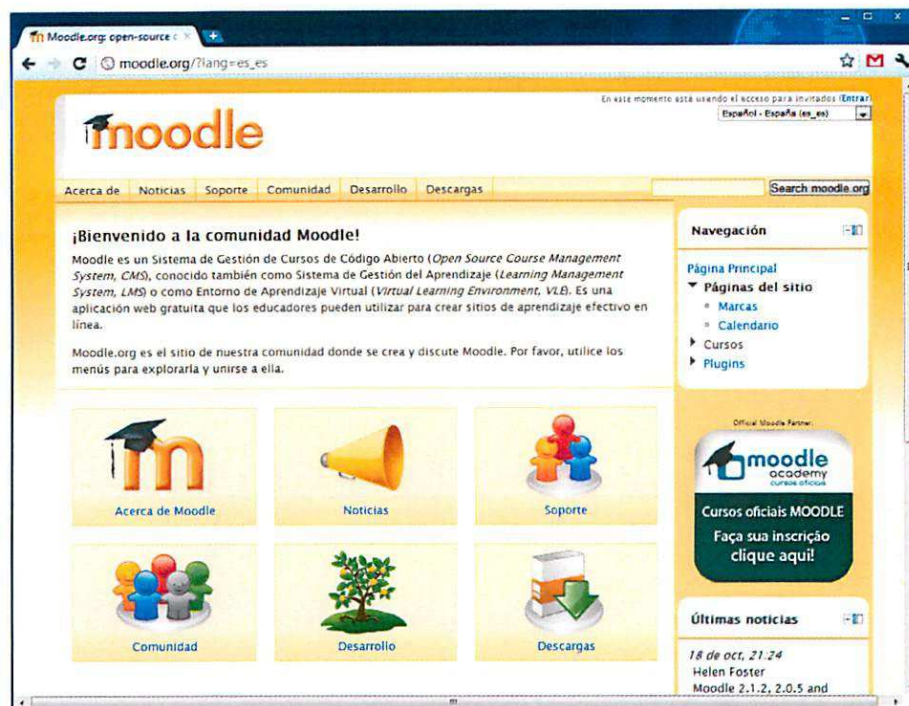 Moodle.org: open-source c
moodle.org/?lang=es_es
En este momento está usando el acceso para invitados (Entrar)
Español - España (es_es)
moodle
Acerca de Noticias Soporte Comunidad Desarrollo Descargas
Search moodle.org
¡Bienvenido a la comunidad Moodle!
Moodle es un Sistema de Gestión de Cursos de Código Abierto (Open Source Course Management
System, CMS), conocido también como Sistema de Gestión del Aprendizaje (Learning Management
System, LMS) o como Entorno de Aprendizaje Virtual (Virtual Learning Environment, VLE). Es una
aplicación web gratuita que los educadores pueden utilizar para crear sitios de aprendizaje efectivo en
línea.
Moodle.org es el sitio de nuestra comunidad donde se crea y discute Moodle. Por favor, utilice los
menús para explorarla y unirse a ella.
Acerca de Moodle
Noticias
Soporte
Comunidad
Desarrollo
Descargas
Navegación
Página Principal
Páginas del sitio
Marcas
Calendario
Cursos
Plugins
Official Moodle Partner:
moodle
academy
cursos oficiais
Cursos oficiais MOODLE
Faça sua inscrição
clique aqui!
Últimas noticias
18 de oct, 21:24
Helen Foster
Moodle 2.1.2, 2.0.5 and